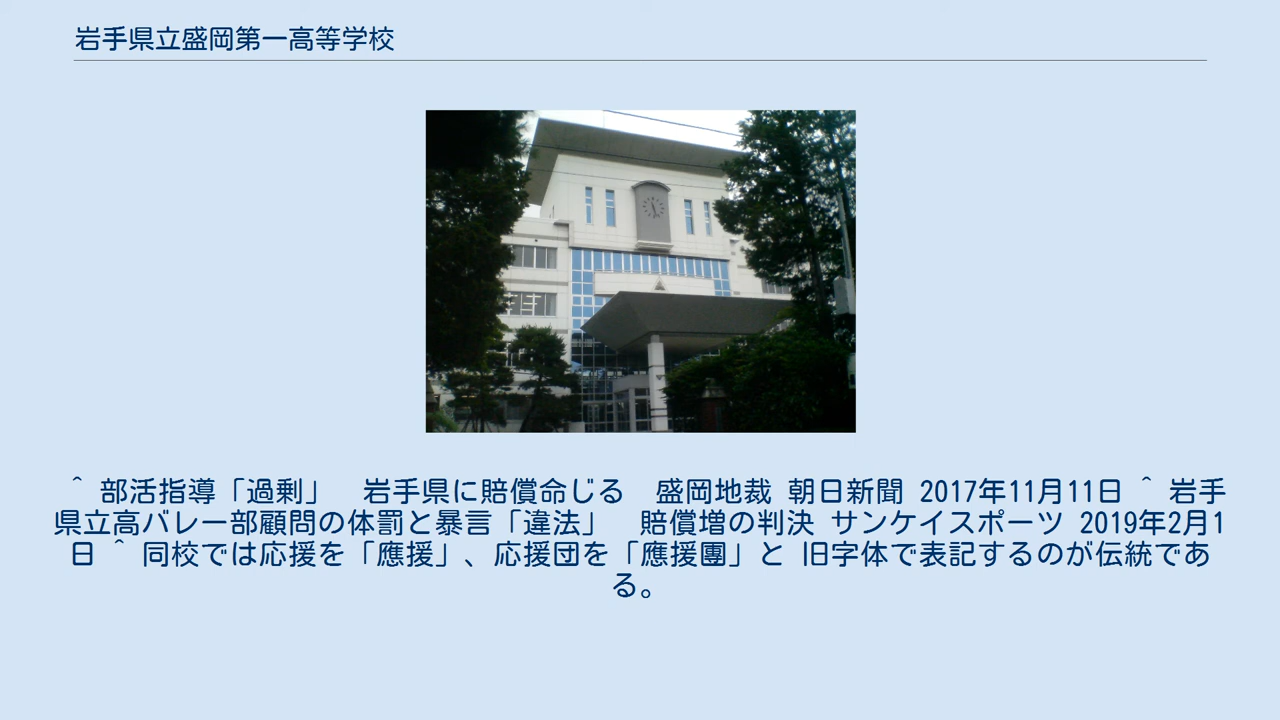 岩手県立盛岡第一高等学校
^ 部活指導「過剰」　岩手県に賠償命じる　盛岡地裁 朝日新聞 2017年11月11日 ^ 岩手
県立高バレー部顧問の体罰と暴言「違法」　賠償増の判決 サンケイスポーツ 2019年2月1
日 ^ 同校では応援を「應援」、応援団を「應援團」と 旧字体で表記するのが伝統であ
る。